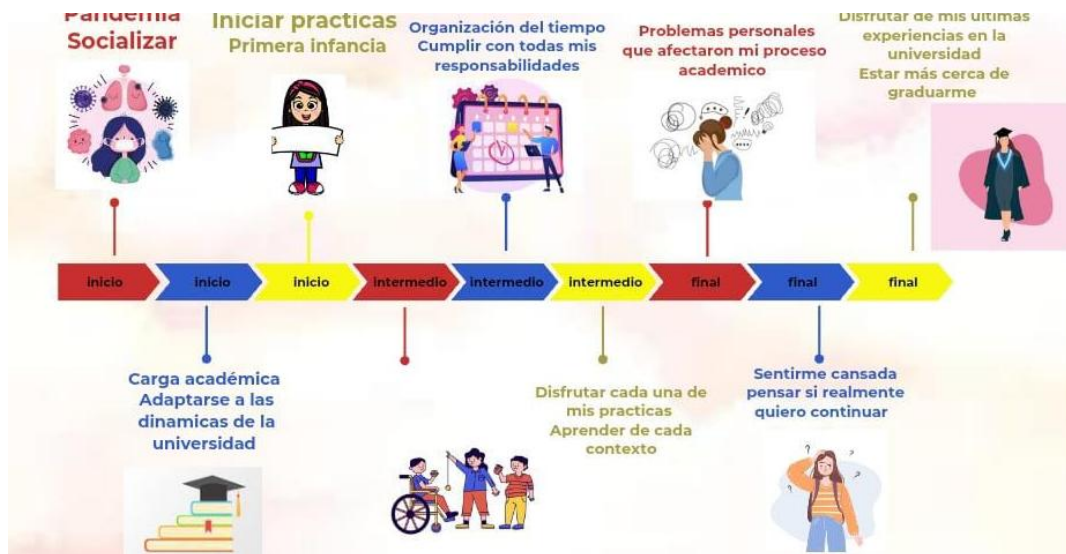 Pandemia
Socializar
Iniciar prácticas
Primera infancia
Organización del tiempo
Cumplir con todas mis
responsabilidades
Problemas personales
que afectaron mi proceso
academico
Disfrutar de mis ultimas
experiencias en la
universidad
Estar más cerca de
graduarme
inicio
inicio
inicio
intermedio
intermedio
intermedio
final
final
final
Carga académica
Adaptarse a las
dinamicas de la
universidad
Disfrutar cada una de
mis practicas
Aprender de cada
contexto
Sentirme cansada
pensar si realmente
quiero continuar